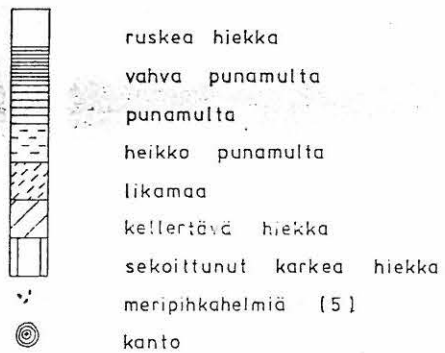 ruskea hiekka
vahva punamulta
punamulta
heikko punamulta
likamaa
kellertävä hiekka
sekoittunut karkea hiekka
meripihkahelmiä (5)
kanto